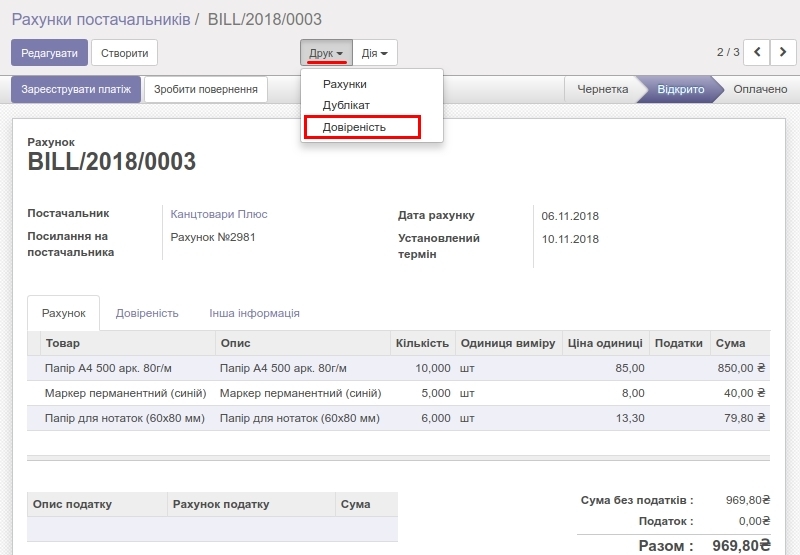 Рахунки постачальників / BILL/2018/0003
Редагувати Створити Друк Дія 2 / 3
Зареєструвати платіж Зробити повернення Рахунки Чернетка Відкрито Оплачено
Дублікат
Довіреність
Рахунок
BILL/2018/0003
Постачальник Канцтовари Плюс Дата рахунку 06.11.2018
Посилання на постачальника Рахунок №2981 Установлений термін 10.11.2018
Рахунок Довіреність Інша інформація
Товар Опис Кількість Одиниця виміру Ціна одиниці Податки Сума
Папір А4 500 арк. 80г/м Папір А4 500 арк. 80г/м 10,000 шт 85,00 850,00 ₴
Маркер перманентний (синій) Маркер перманентний (синій) 5,000 шт 8,00 40,00 ₴
Папір для нотаток (60х80 мм) Папір для нотаток (60х80 мм) 6,000 шт 13,30 79,80 ₴
Опис податку Рахунок податку Сума Сума без податків : 969,80₴
Податок : 0,00₴
Разом : 969,80₴